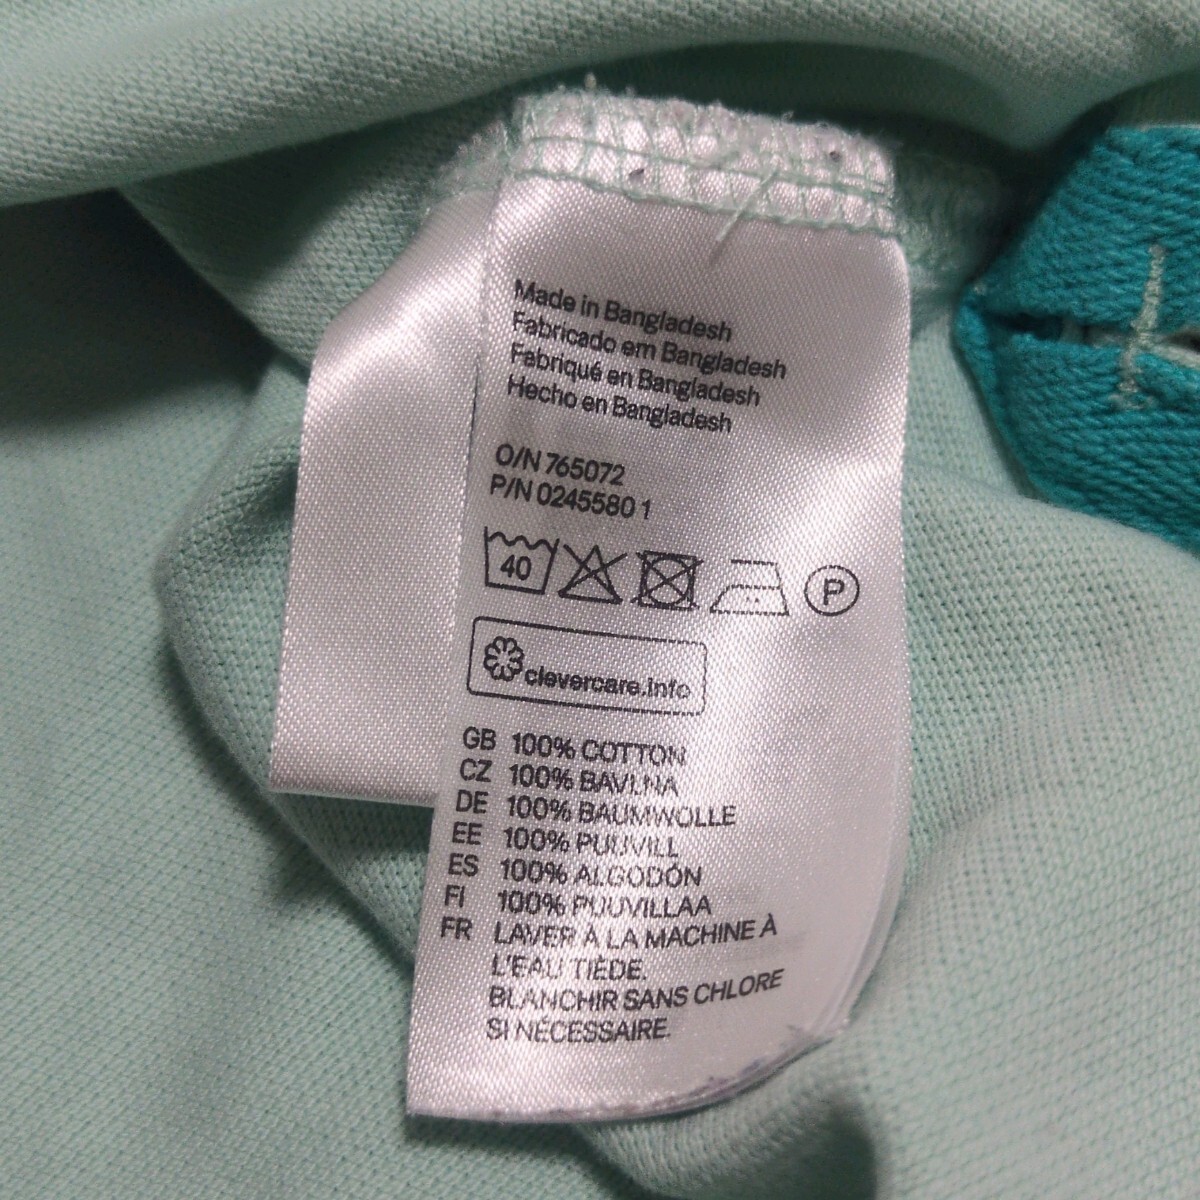 Made in Bangladesh
Fabricado em Bangladesh
Fabriqué en Bangladesh
Hecho en Bangladesh
O/N 765072
P/N 0245580 1
40
P
clevercare.info
GB 100% COTTON
CZ 100% BAVLNA
DE 100% BAUMWOLLE
EE 100% PUUVILL
ES 100% ALGODÓN
FI 100% PUUVILLAA
FR LAVER À LA MACHINE À
L'EAU TIÈDE.
BLANCHIR SANS CHLORE
SI NÉCESSAIRE.